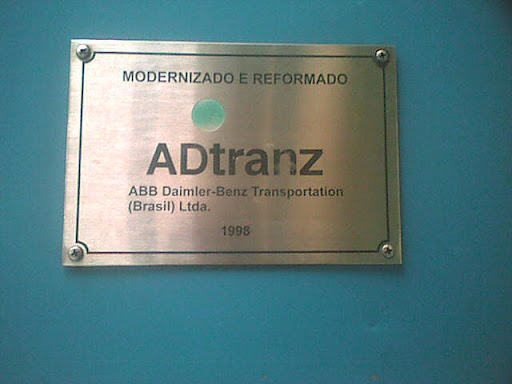 MODERNIZADO E REFORMADO
ADtranz
ABB Daimler-Benz Transportation
(Brasil) Ltda.
1998